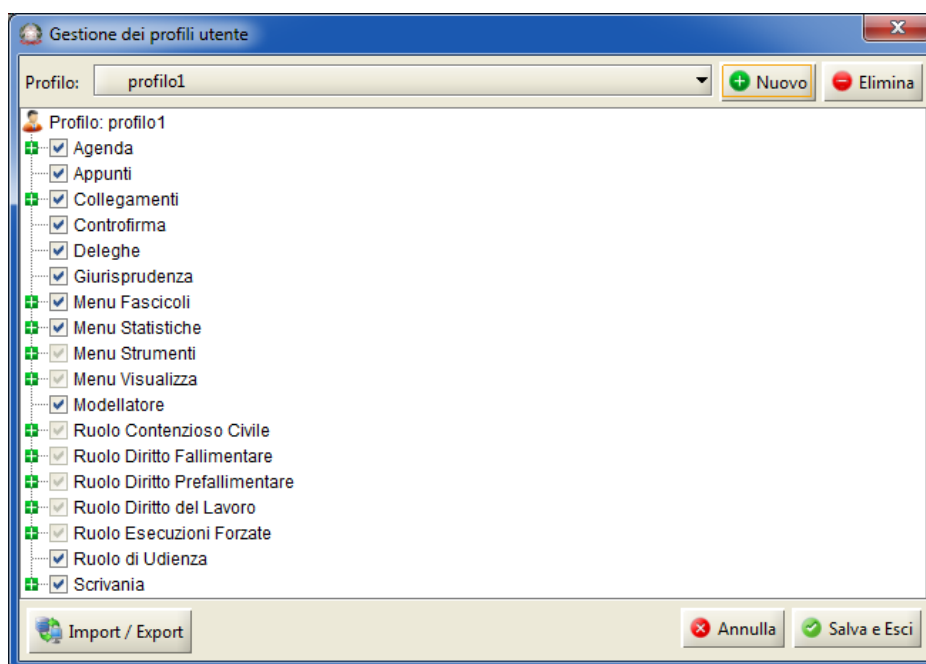 Gestione dei profili utente
Profilo: profilo1 Nuovo Elimina
Profilo: profilo1
Agenda
Appunti
Collegamenti
Controfirma
Deleghe
Giurisprudenza
Menu Fascicoli
Menu Statistiche
Menu Strumenti
Menu Visualizza
Modellatore
Ruolo Contenzioso Civile
Ruolo Diritto Fallimentare
Ruolo Diritto Prefallimentare
Ruolo Diritto del Lavoro
Ruolo Esecuzioni Forzate
Ruolo di Udienza
Scrivania
Import / Export Annulla Salva e Esci